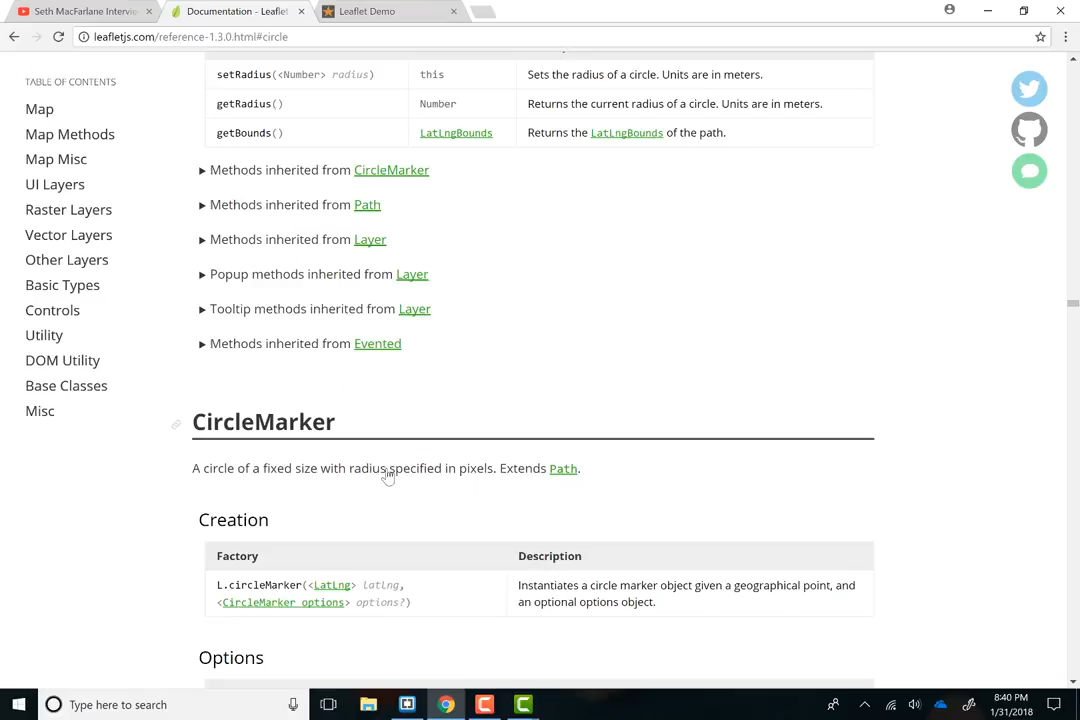 Seth MacFarlane Intervie
Documentation - Leaflet
Leaflet Demo
leafletjs.com/reference-1.3.0.html#circle
TABLE OF CONTENTS
Map
Map Methods
Map Misc
UI Layers
Raster Layers
Vector Layers
Other Layers
Basic Types
Controls
Utility
DOM Utility
Base Classes
Misc
setRadius(<Number> radius) this Sets the radius of a circle. Units are in meters.
getRadius() Number Returns the current radius of a circle. Units are in meters.
getBounds() LatLngBounds Returns the LatLngBounds of the path.
▶ Methods inherited from CircleMarker
▶ Methods inherited from Path
▶ Methods inherited from Layer
▶ Popup methods inherited from Layer
▶ Tooltip methods inherited from Layer
▶ Methods inherited from Evented
CircleMarker
A circle of a fixed size with radius specified in pixels. Extends Path.
Creation
Factory Description
L.circleMarker(<LatLng> latlng, Instantiates a circle marker object given a geographical point, and
<CircleMarker options> options?) an optional options object.
Options
Type here to search
8:40 PM
1/31/2018